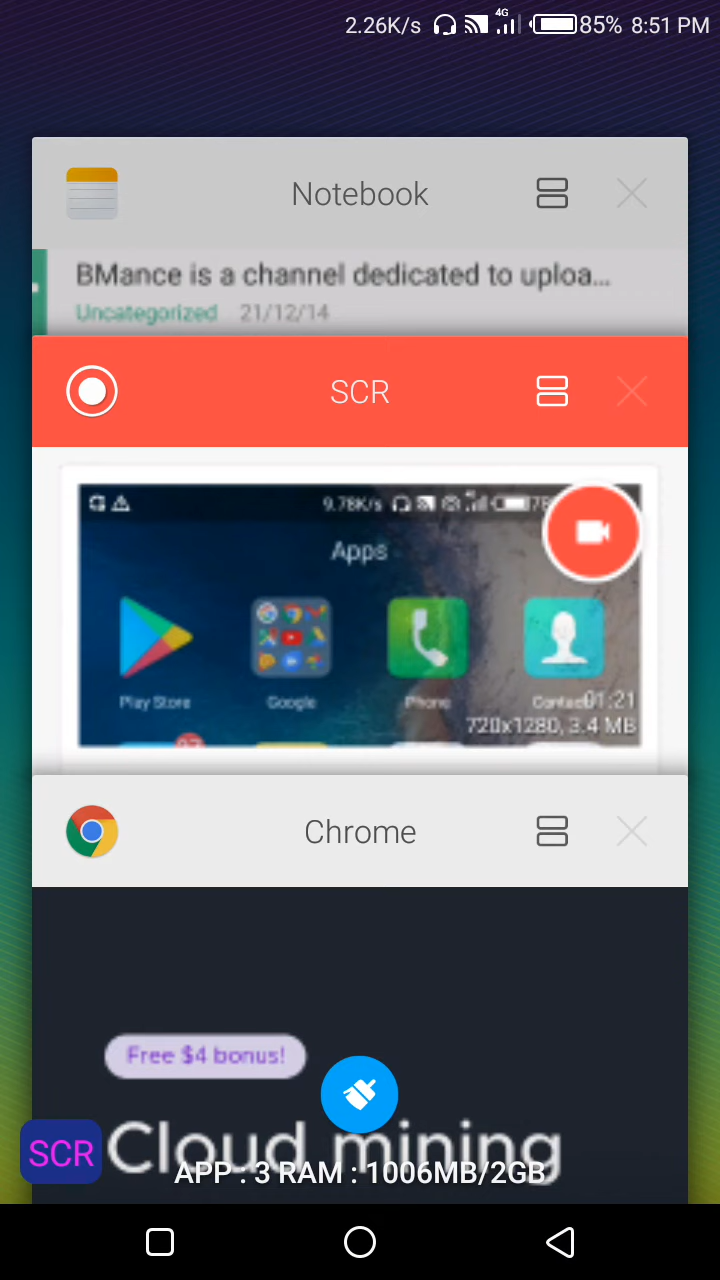 2.26K/s 4G 85% 8:51 PM
Notebook
BMance is a channel dedicated to uploa...
Uncategorized 21/12/14
SCR
9.78K/s 78
Apps
Play Store Google Phone Contac
01:21
720x1280, 3.4 MB
Chrome
Free $4 bonus!
Cloud mining
SCR
APP : 3 RAM : 1006MB/2GB